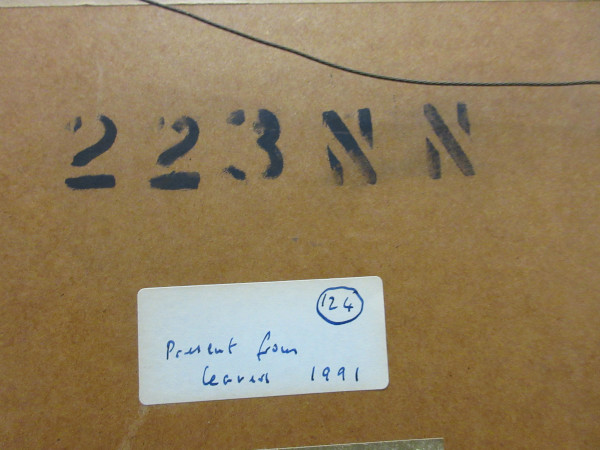 223NN
124
Present from
leavers 1991